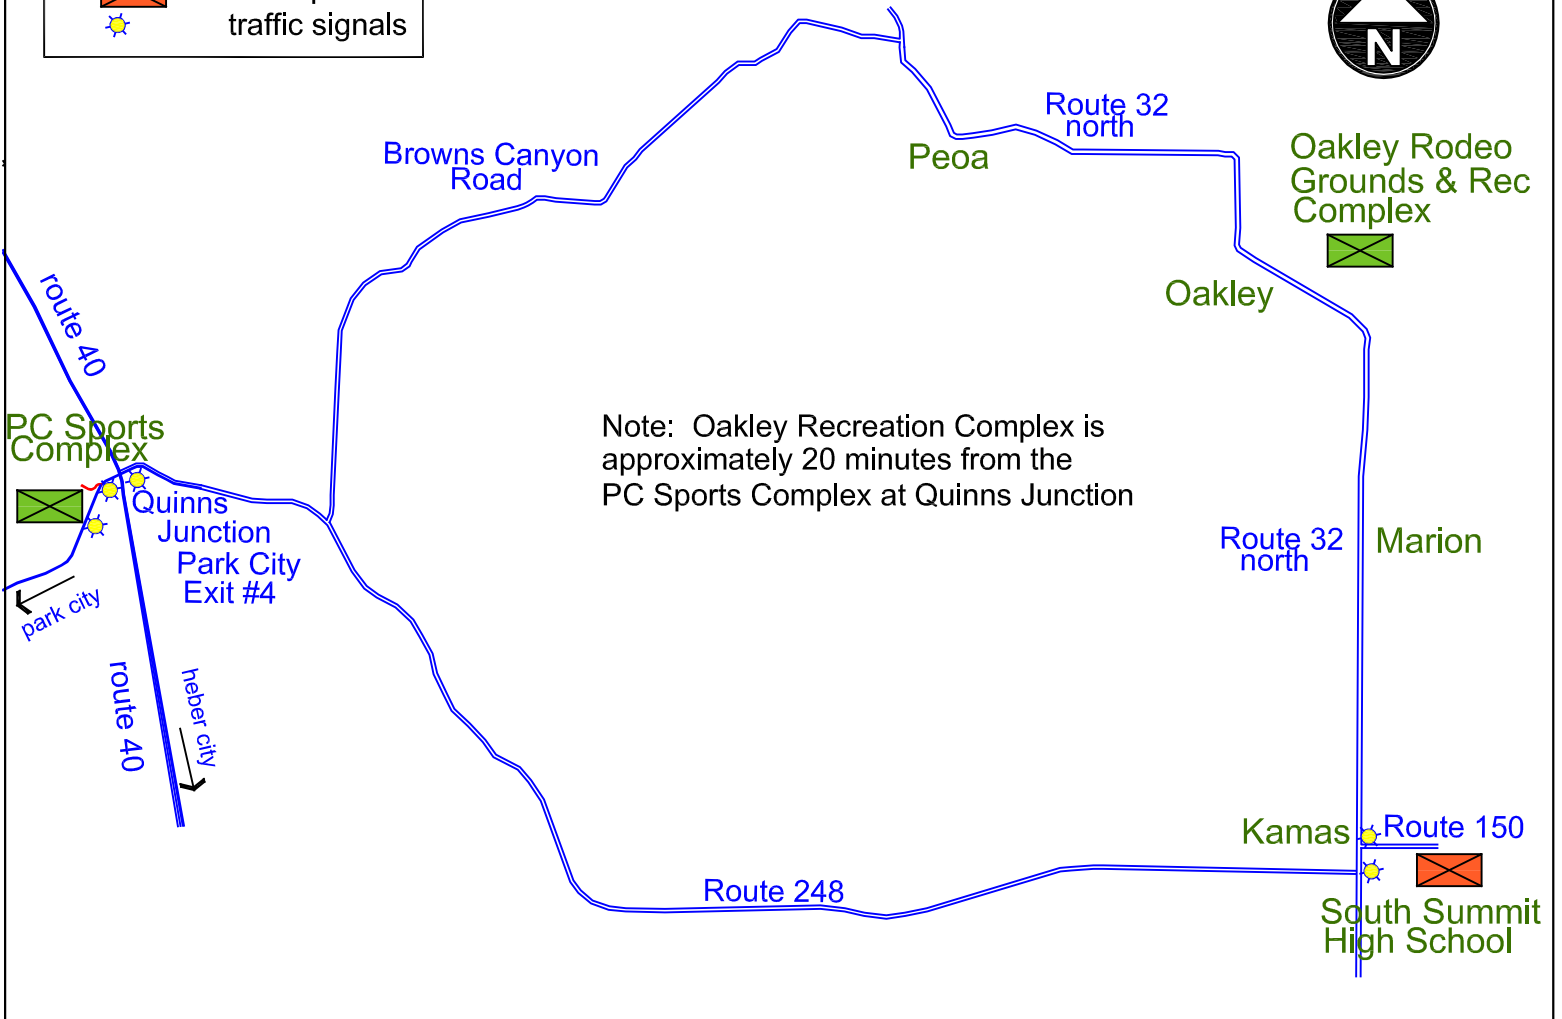 traffic signals
N
Route 32
north
Browns Canyon
Road
Peoa
Oakley Rodeo
Grounds & Rec
Complex
Oakley
route 40
PC Sports
Complex
Note: Oakley Recreation Complex is
approximately 20 minutes from the
PC Sports Complex at Quinns Junction
Quinns
Junction
Park City
Exit #4
Route 32
north
Marion
park city
route 40
heber city
Kamas
Route 150
Route 248
South Summit
High School